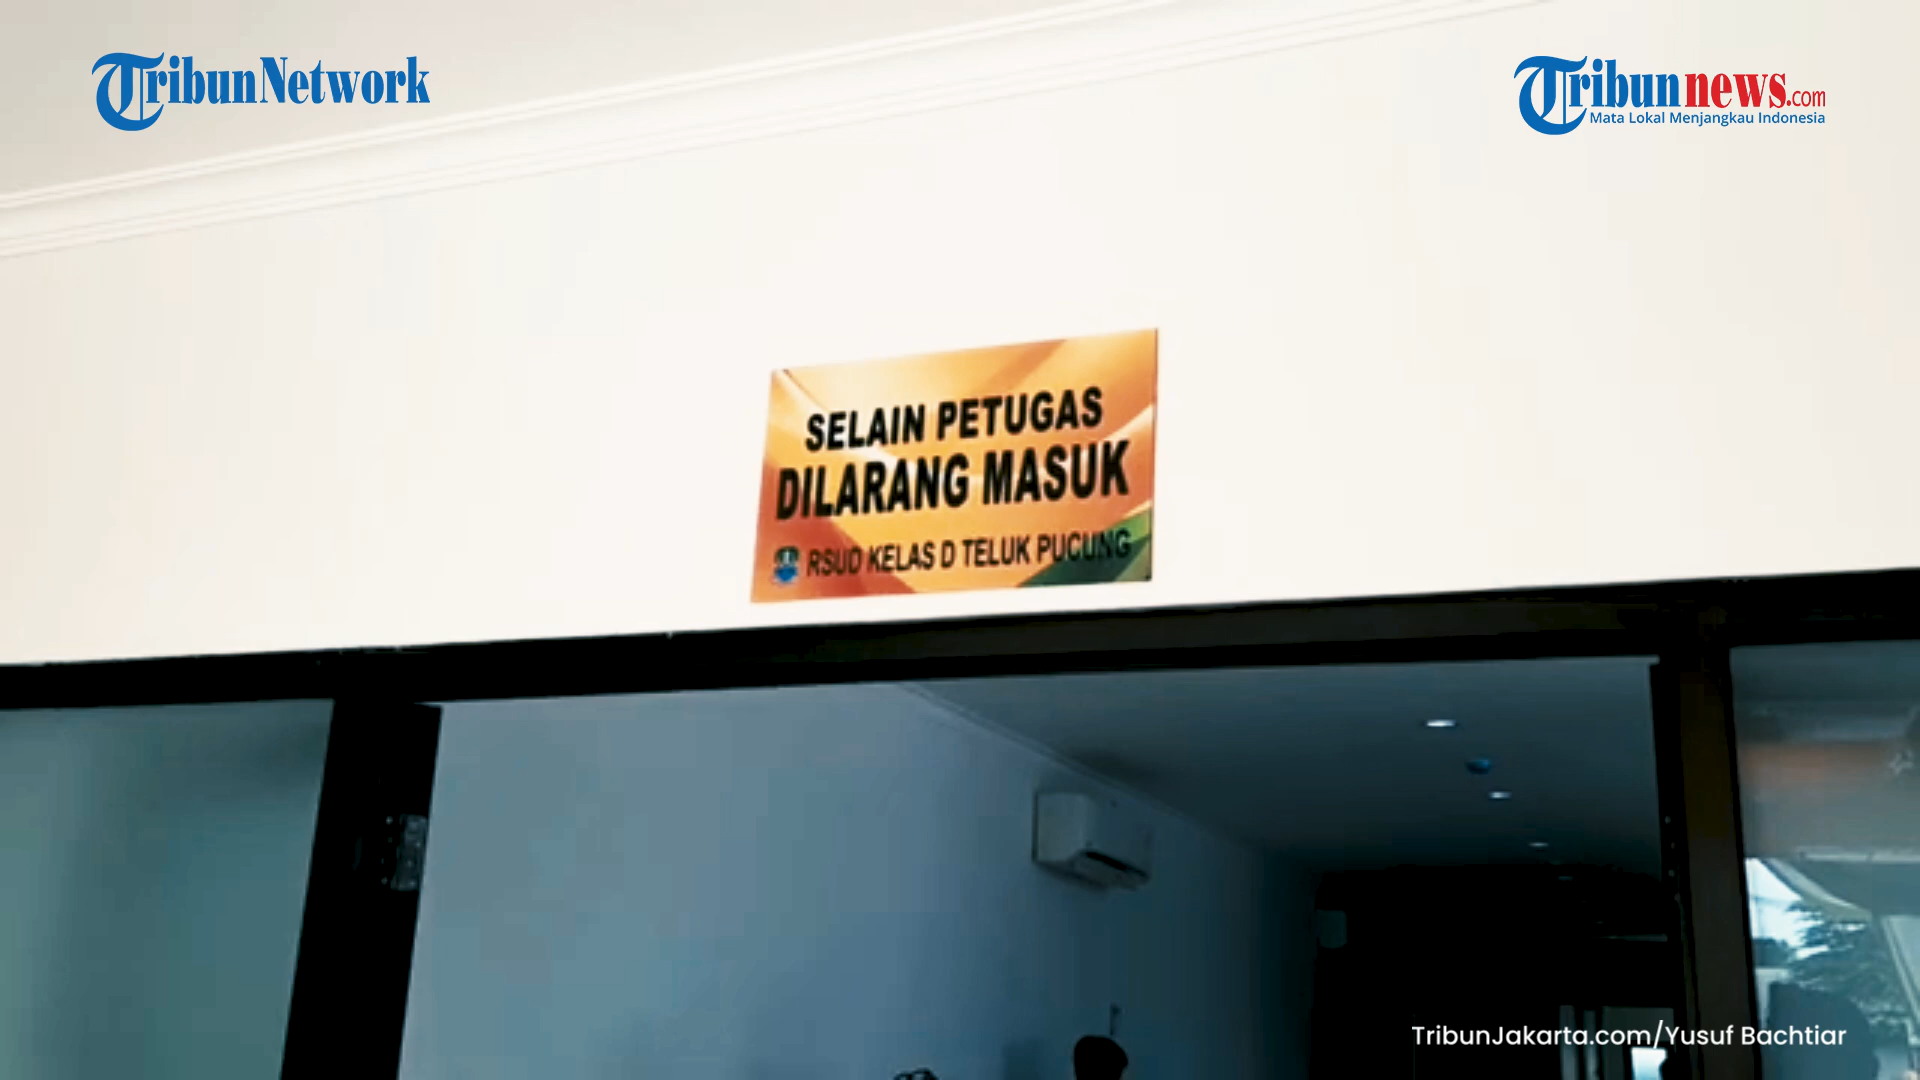 TribunNetwork
Tribunnews.com
Mata Lokal Menjangkau Indonesia
SELAIN PETUGAS
DILARANG MASUK
RSUD KELAS D TELUK PUCUNG
TribunJakarta.com/Yusuf Bachtiar